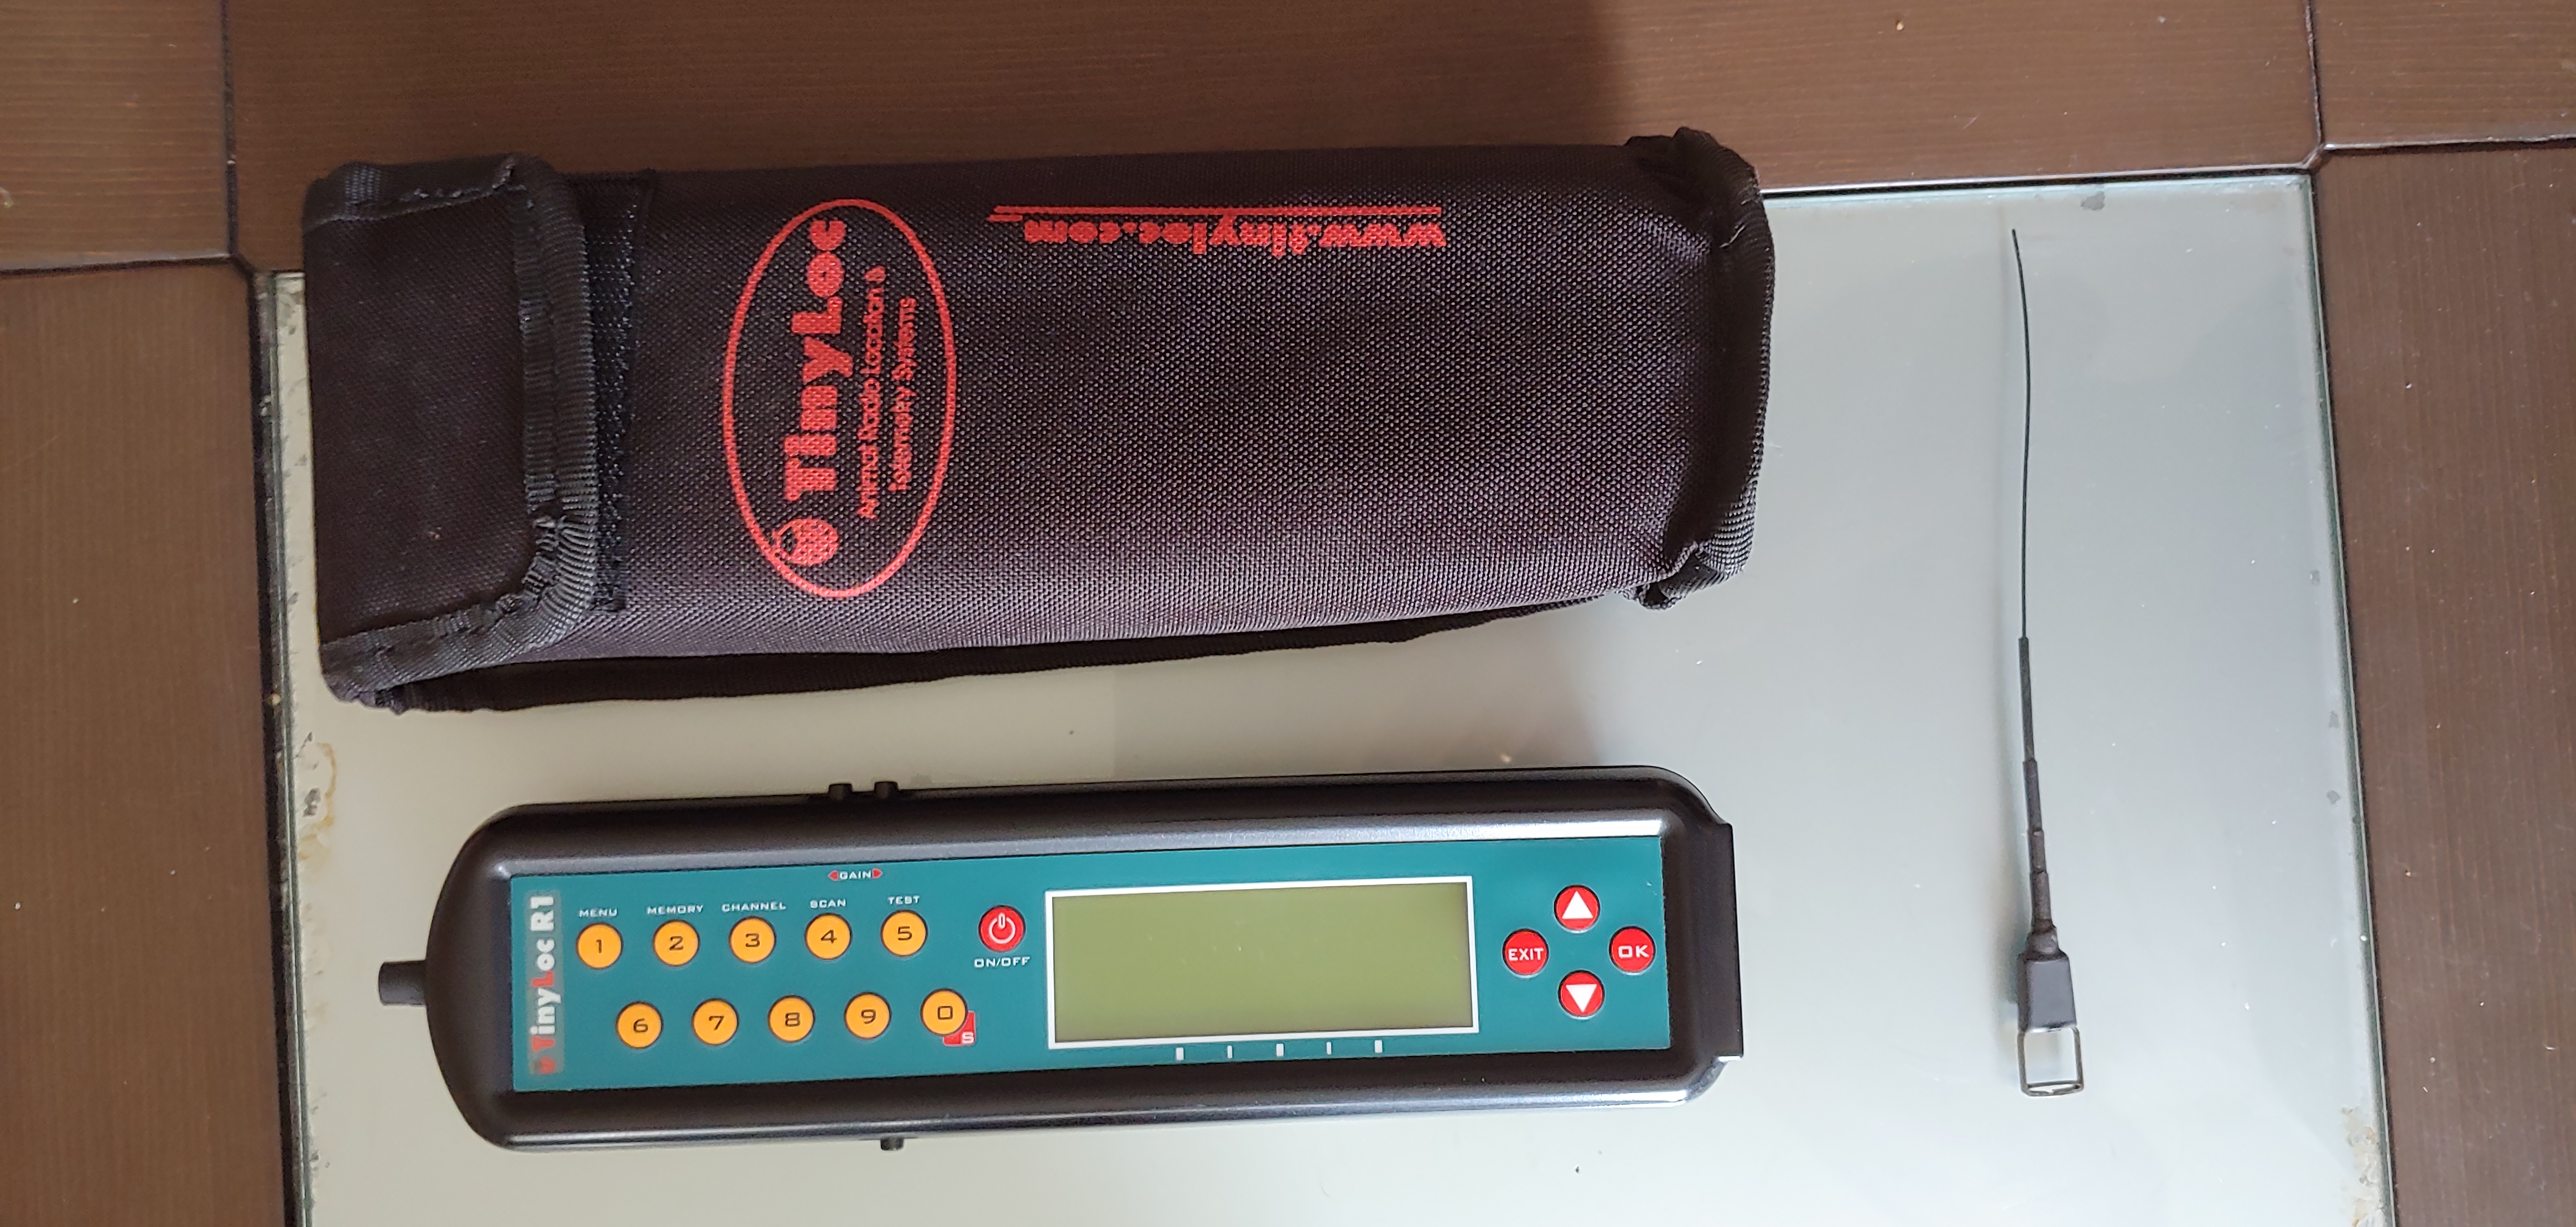 TinyLoc
Animal Radio Location &
telemetry Systems
www.tinyloc.com
TinyLoc R1
GAIN
MENU
MEMORY
CHANNEL
SCAN
TEST
1
2
3
4
5
ON/OFF
6
7
8
9
0
S
EXIT
OK